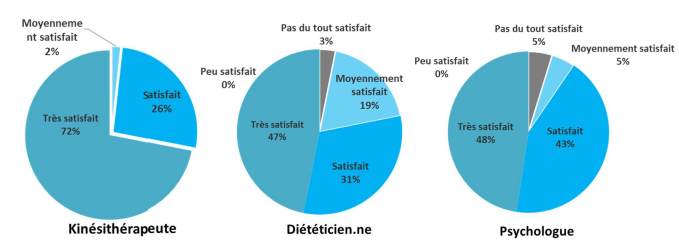 Moyenneme
nt satisfait
2%
Satisfait
26%
Très satisfait
72%
Kinésithérapeute
Pas du tout satisfait
3%
Peu satisfait
0%
Moyennement
satisfait
19%
Très satisfait
47%
Satisfait
31%
Diététicien.ne
Pas du tout satisfait
5%
Moyennement satisfait
5%
Peu satisfait
0%
Très satisfait
48%
Satisfait
43%
Psychologue